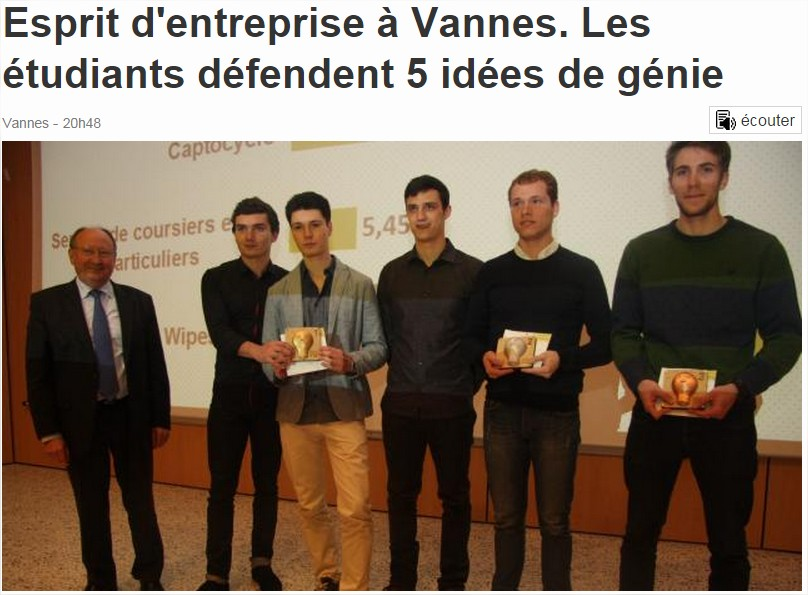 Esprit d'entreprise à Vannes. Les
étudiants défendent 5 idées de génie
Vannes - 20h48
écouter
Captocycle
de coursiers e
5,45
articuliers
Wipe